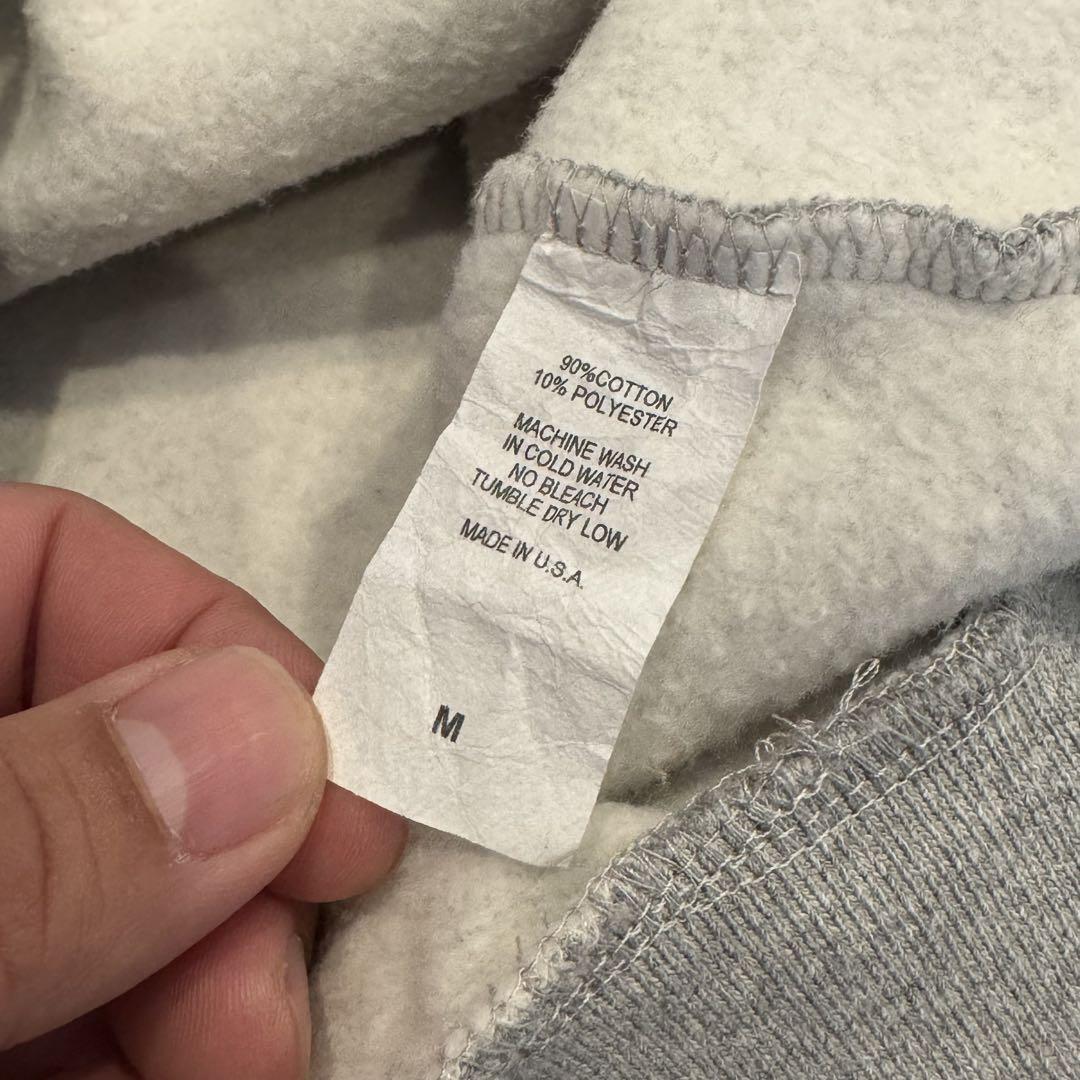 90%COTTON
10% POLYESTER
MACHINE WASH
IN COLD WATER
NO BLEACH
TUMBLE DRY LOW
MADE IN U.S.A.
M